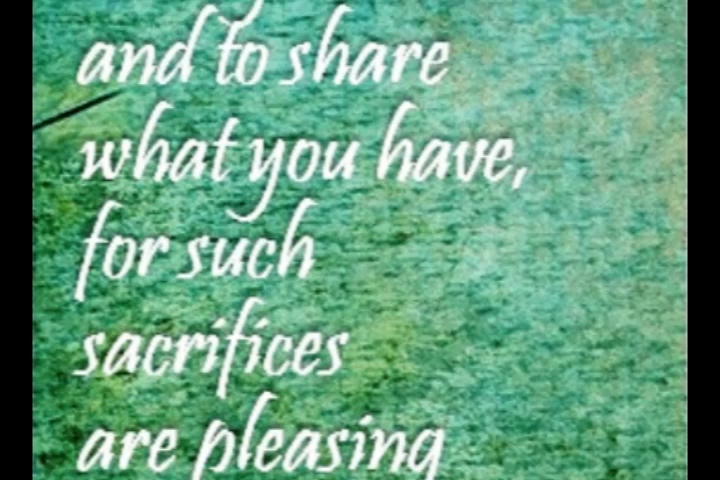 and to share
what you have,
for such
sacrifices
are pleasing